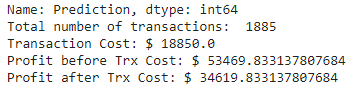 Name: Prediction, dtype: int64
Total number of transactions:  1885
Transaction Cost: $ 18850.0
Profit before Trx Cost: $ 53469.833137807684
Profit after Trx Cost: $ 34619.833137807684